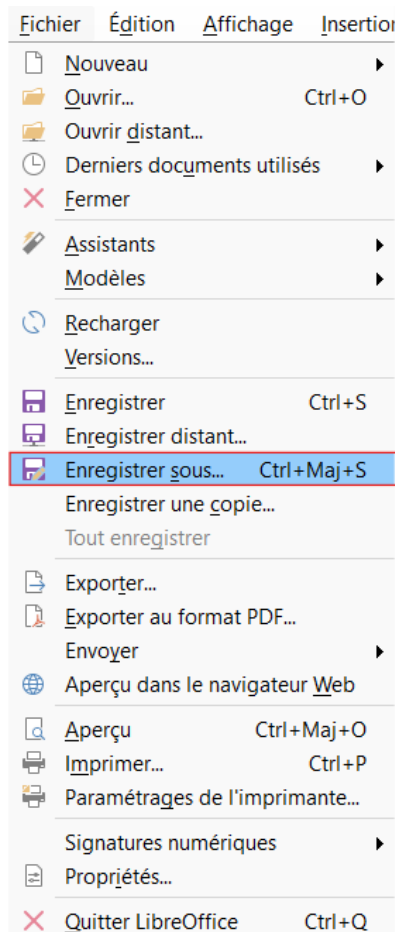 Fichier Édition Affichage Insertion
Nouveau
Ouvrir... Ctrl+O
Ouvrir distant...
Derniers documents utilisés
Fermer
Assistants
Modèles
Recharger
Versions...
Enregistrer Ctrl+S
Enregistrer distant...
Enregistrer sous... Ctrl+Maj+S
Enregistrer une copie...
Tout enregistrer
Exporter...
Exporter au format PDF...
Envoyer
Aperçu dans le navigateur Web
Aperçu Ctrl+Maj+O
Imprimer... Ctrl+P
Paramétrages de l'imprimante...
Signatures numériques
Propriétés...
Quitter LibreOffice Ctrl+Q